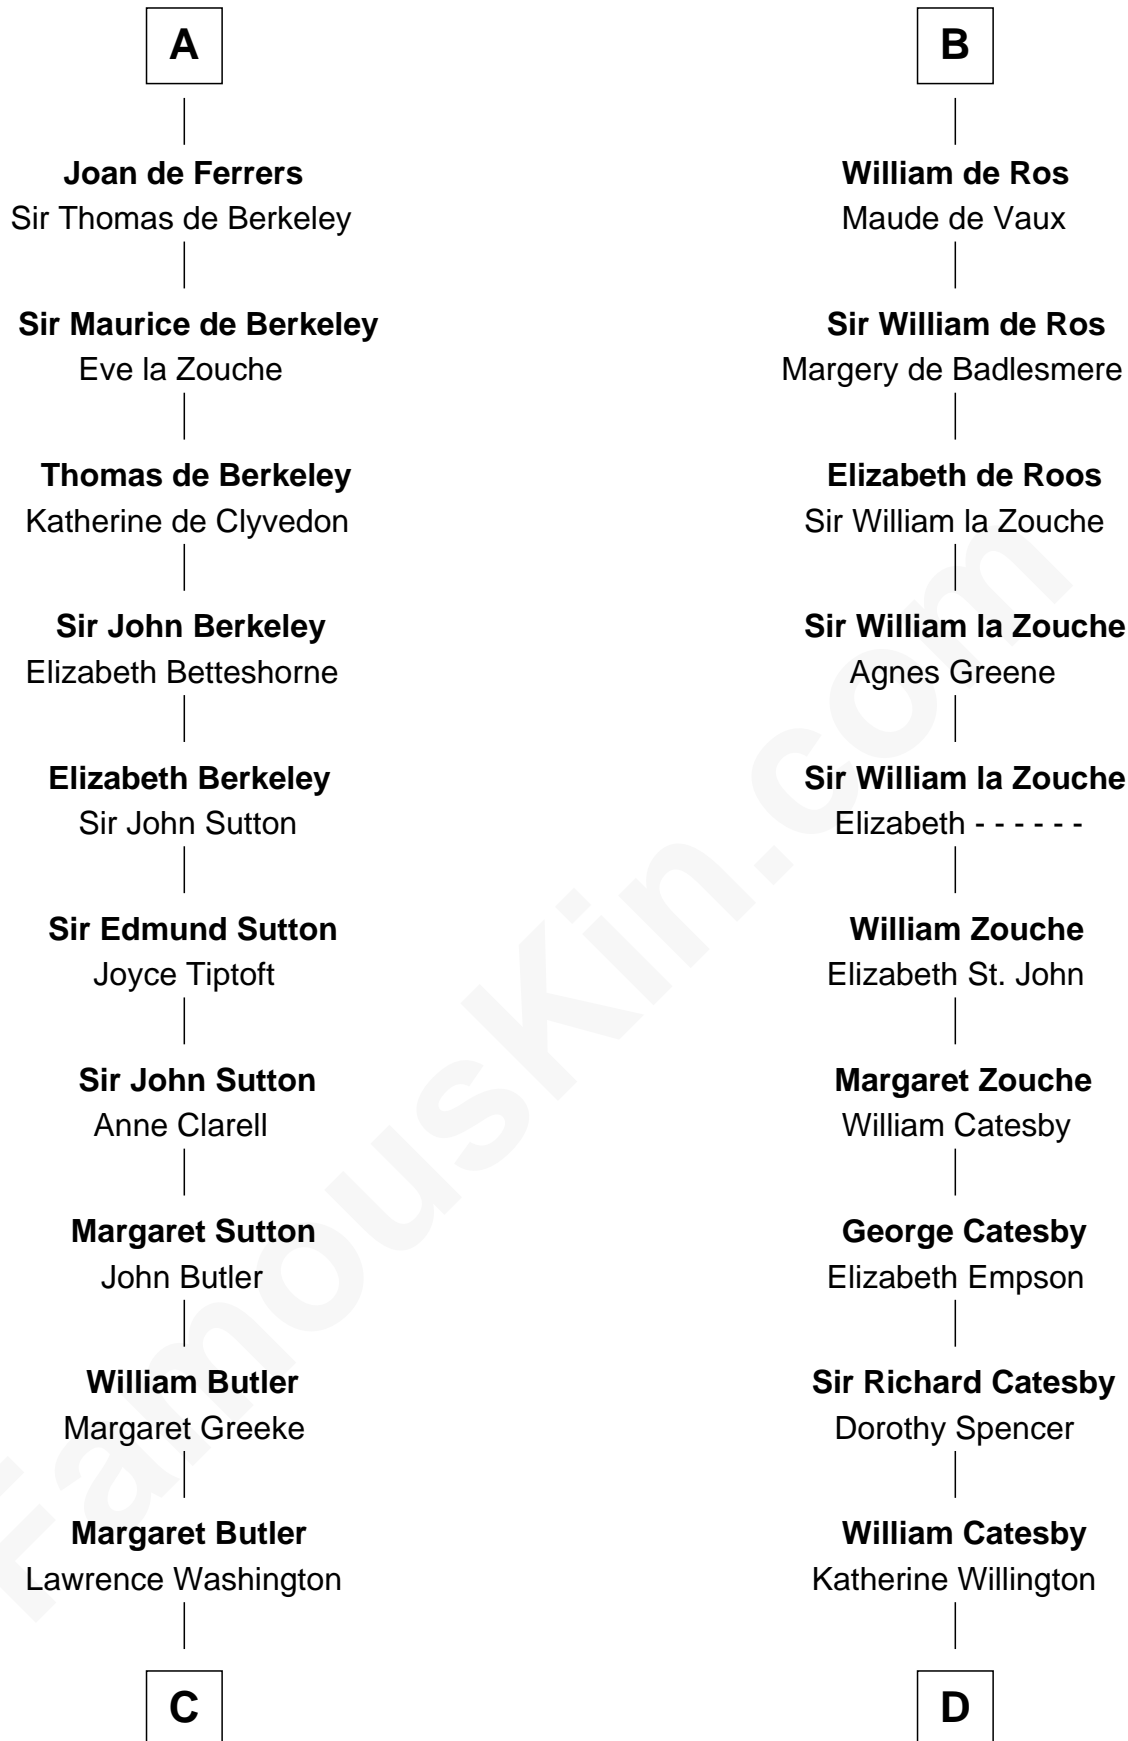 A
Joan de Ferrers
Sir Thomas de Berkeley
Sir Maurice de Berkeley
Eve la Zouche
Thomas de Berkeley
Katherine de Clyvedon
Sir John Berkeley
Elizabeth Betteshorne
Elizabeth Berkeley
Sir John Sutton
Sir Edmund Sutton
Joyce Tiptoft
Sir John Sutton
Anne Clarell
Margaret Sutton
John Butler
William Butler
Margaret Greeke
Margaret Butler
Lawrence Washington
C
B
William de Ros
Maude de Vaux
Sir William de Ros
Margery de Badlesmere
Elizabeth de Roos
Sir William la Zouche
Sir William la Zouche
Agnes Greene
Sir William la Zouche
Elizabeth - - - - - -
William Zouche
Elizabeth St. John
Margaret Zouche
William Catesby
George Catesby
Elizabeth Empson
Sir Richard Catesby
Dorothy Spencer
William Catesby
Katherine Willington
D
FamousKin.com